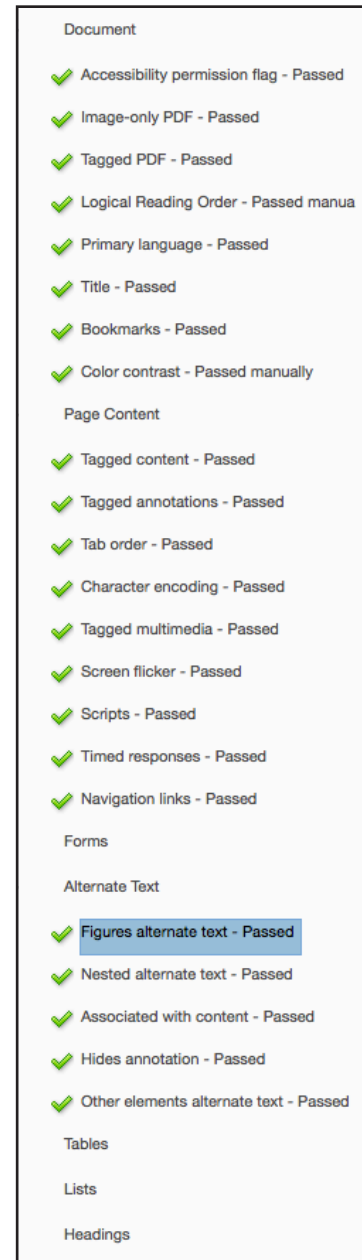 Document
Accessibility permission flag - Passed
Image-only PDF - Passed
Tagged PDF - Passed
Logical Reading Order - Passed manua
Primary language - Passed
Title - Passed
Bookmarks - Passed
Color contrast - Passed manually
Page Content
Tagged content - Passed
Tagged annotations - Passed
Tab order - Passed
Character encoding - Passed
Tagged multimedia - Passed
Screen flicker - Passed
Scripts - Passed
Timed responses - Passed
Navigation links - Passed
Forms
Alternate Text
Figures alternate text - Passed
Nested alternate text - Passed
Associated with content - Passed
Hides annotation - Passed
Other elements alternate text - Passed
Tables
Lists
Headings